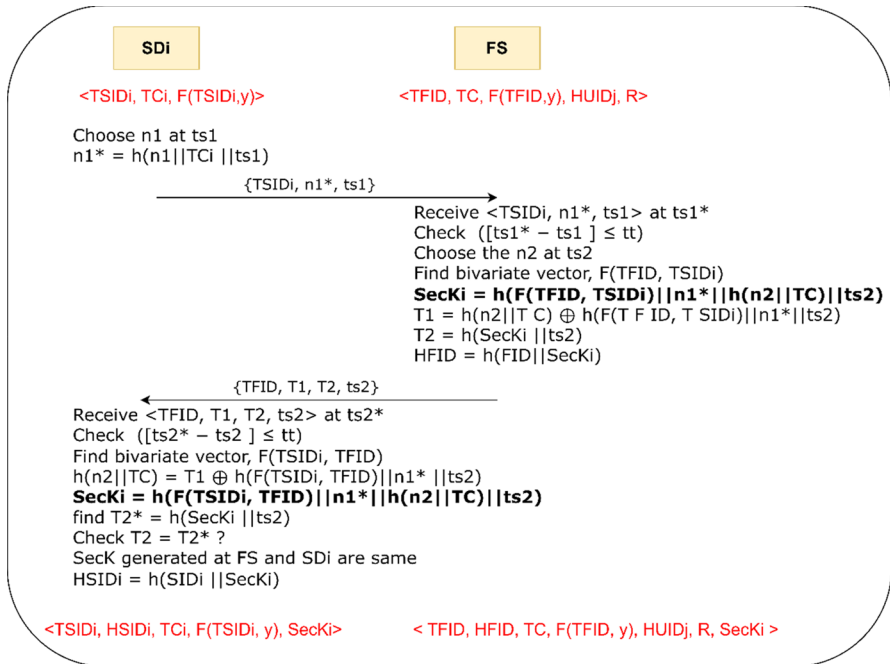 SDi
FS
<TSIDi, TCi, F(TSIDi,y)>
<TFID, TC, F(TFID,y), HUIDj, R>
Choose n1 at ts1
n1* = h(n1||TCi ||ts1)
{TSIDi, n1*, ts1}
Receive <TSIDi, n1*, ts1> at ts1*
Check ([ts1* − ts1 ] ≤ tt)
Choose the n2 at ts2
Find bivariate vector, F(TFID, TSIDi)
SecKi = h(F(TFID, TSIDi)||n1*||h(n2||TC)||ts2)
T1 = h(n2||T C) ⊕ h(F(T F ID, T SIDi)||n1*||ts2)
T2 = h(SecKi ||ts2)
HFID = h(FID||SecKi)
{TFID, T1, T2, ts2}
Receive <TFID, T1, T2, ts2> at ts2*
Check ([ts2* − ts2 ] ≤ tt)
Find bivariate vector, F(TSIDi, TFID)
h(n2||TC) = T1 ⊕ h(F(TSIDi, TFID)||n1* ||ts2)
SecKi = h(F(TSIDi, TFID)||n1*||h(n2||TC)||ts2)
find T2* = h(SecKi ||ts2)
Check T2 = T2* ?
SecK generated at FS and SDi are same
HSIDi = h(SIDi ||SecKi)
<TSIDi, HSIDi, TCi, F(TSIDi, y), SecKi>
< TFID, HFID, TC, F(TFID, y), HUIDj, R, SecKi >